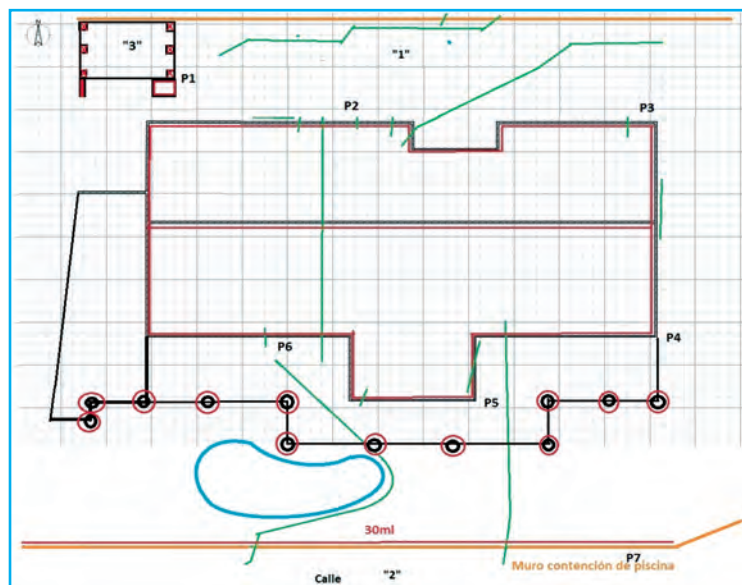 N
"3"
"1"
P1
P2
P3
P4
P6
P5
30ml
P7
Muro contención de piscina
Calle
"2"